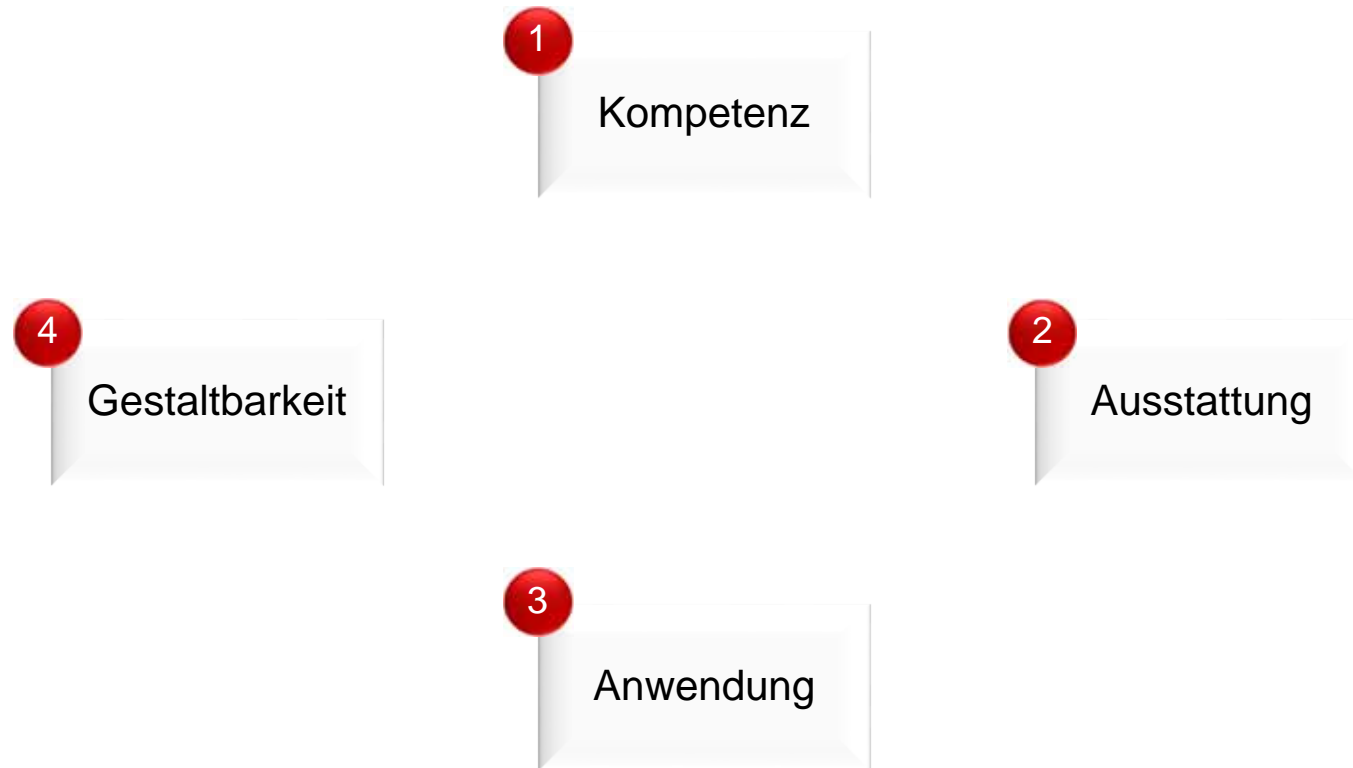 1
Kompetenz
2
Ausstattung
3
Anwendung
4
Gestaltbarkeit